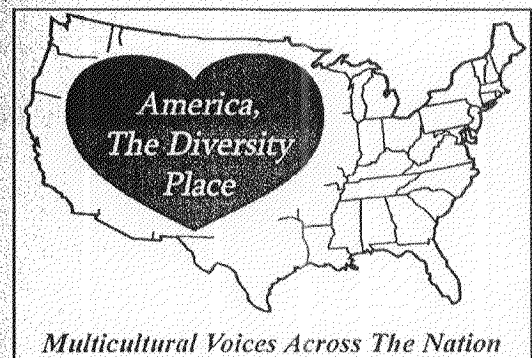 America,
The Diversity
Place
Multicultural Voices Across The Nation